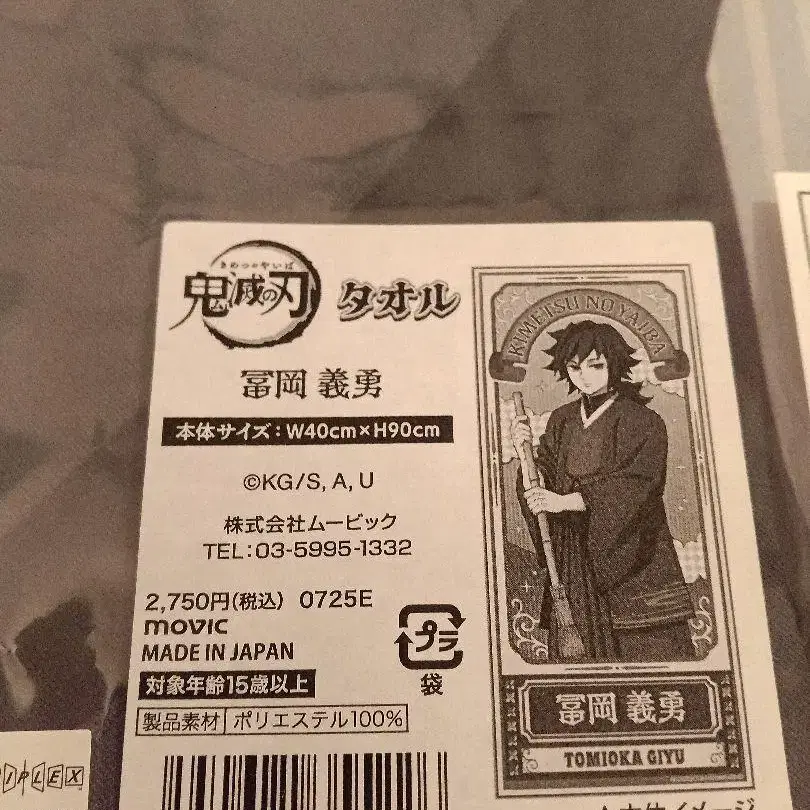 きめつのやいば
鬼滅の刃 タオル
冨岡 義勇
本体サイズ：W40cm×H90cm
©KG/S, A, U
株式会社ムービック
TEL：03-5995-1332
2,750円(税込) 0725E
movic
MADE IN JAPAN
対象年齢15歳以上
製品素材 ポリエステル100%
プラ
袋
KIMETSU NO YAIBA
冨岡 義勇
TOMIOKA GIYU
IPLEX